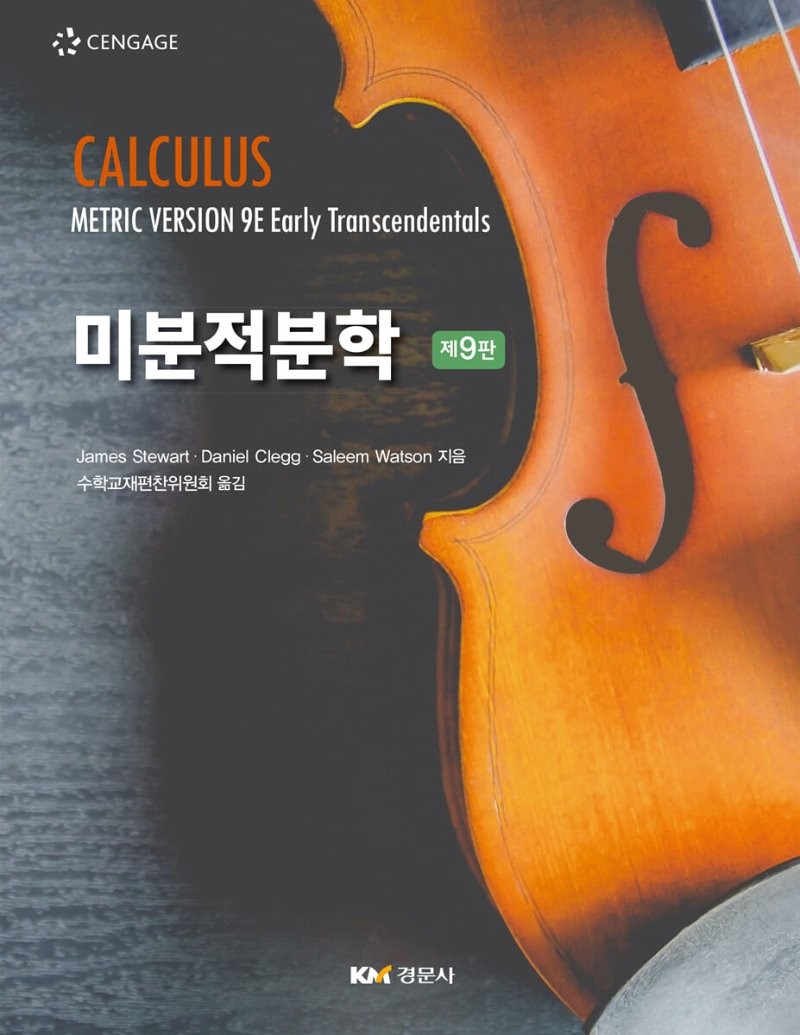 CENGAGE
CALCULUS
METRIC VERSION 9E Early Transcendentals
미분적분학 제9판
James Stewart · Daniel Clegg · Saleem Watson 지음
수학교재편찬위원회 옮김
KM 경문사